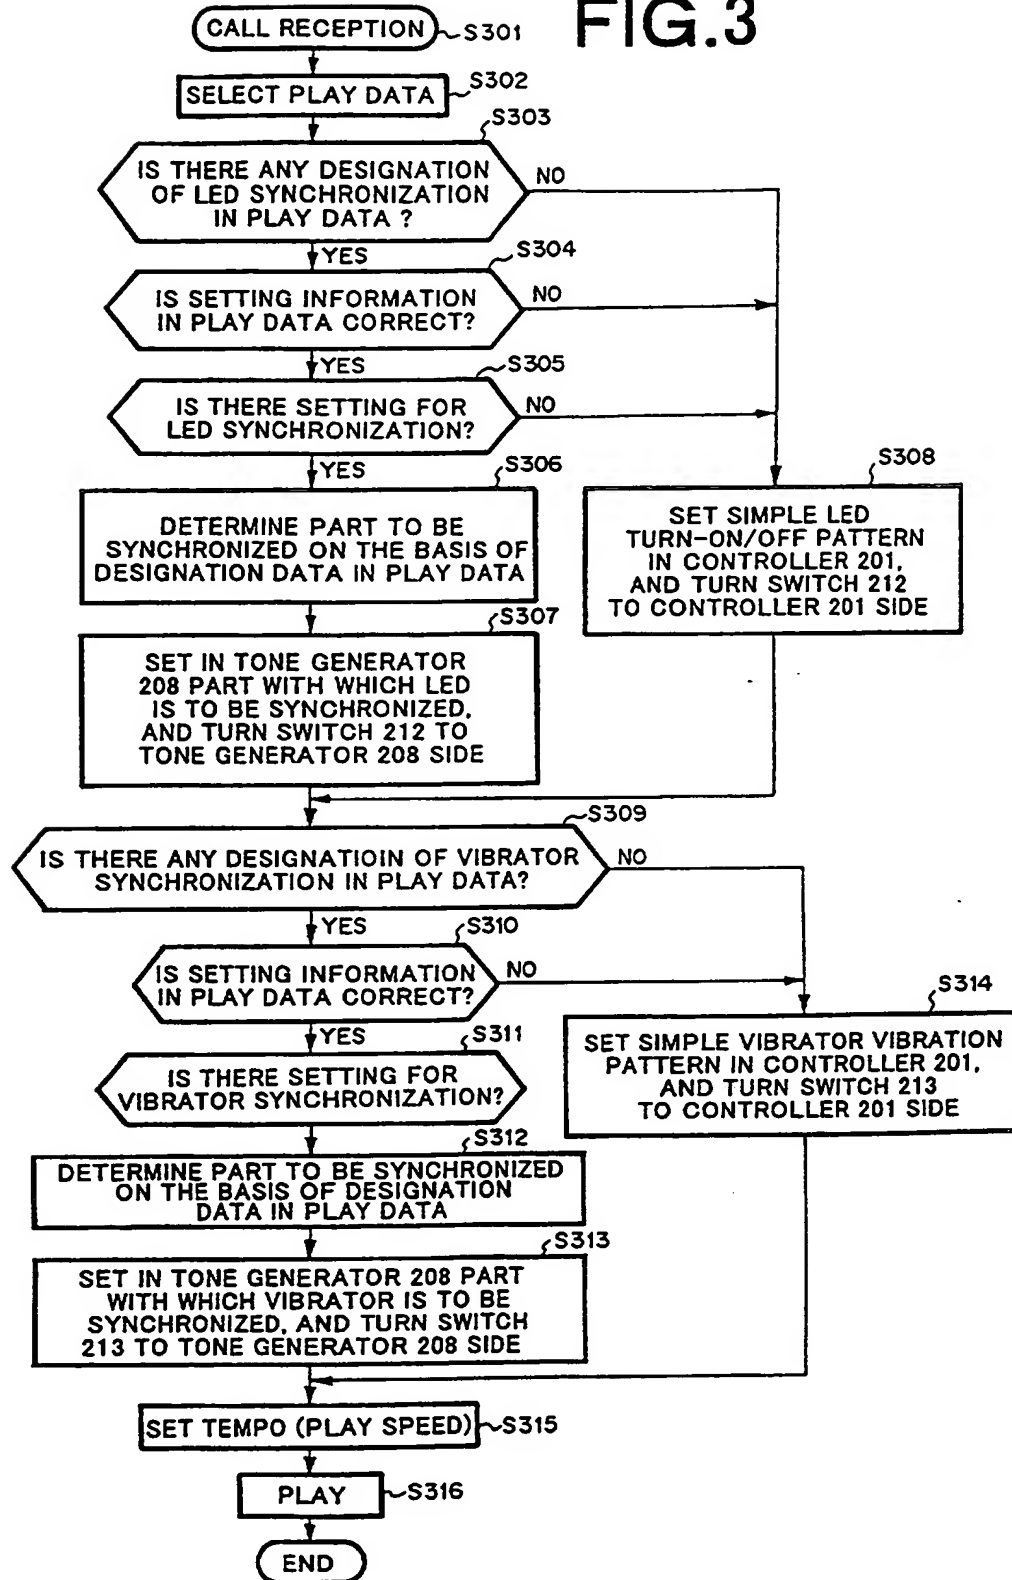 FIG.3
CALL RECEPTION
S301
SELECT PLAY DATA
S302
S303
IS THERE ANY DESIGNATION
OF LED SYNCHRONIZATION
IN PLAY DATA ?
NO
YES
S304
IS SETTING INFORMATION
IN PLAY DATA CORRECT?
NO
YES
S305
IS THERE SETTING FOR
LED SYNCHRONIZATION?
NO
YES
S306
DETERMINE PART TO BE
SYNCHRONIZED ON THE BASIS OF
DESIGNATION DATA IN PLAY DATA
S308
SET SIMPLE LED
TURN-ON/OFF PATTERN
IN CONTROLLER 201,
AND TURN SWITCH 212
TO CONTROLLER 201 SIDE
S307
SET IN TONE GENERATOR
208 PART WITH WHICH LED
IS TO BE SYNCHRONIZED,
AND TURN SWITCH 212 TO
TONE GENERATOR 208 SIDE
S309
IS THERE ANY DESIGNATIOIN OF VIBRATOR
SYNCHRONIZATION IN PLAY DATA?
NO
YES
S310
IS SETTING INFORMATION
IN PLAY DATA CORRECT?
NO
YES
S311
IS THERE SETTING FOR
VIBRATOR SYNCHRONIZATION?
S314
SET SIMPLE VIBRATOR VIBRATION
PATTERN IN CONTROLLER 201,
AND TURN SWITCH 213
TO CONTROLLER 201 SIDE
S312
DETERMINE PART TO BE SYNCHRONIZED
ON THE BASIS OF DESIGNATION
DATA IN PLAY DATA
S313
SET IN TONE GENERATOR 208 PART
WITH WHICH VIBRATOR IS TO BE
SYNCHRONIZED, AND TURN SWITCH
213 TO TONE GENERATOR 208 SIDE
SET TEMPO (PLAY SPEED)
S315
PLAY
S316
END